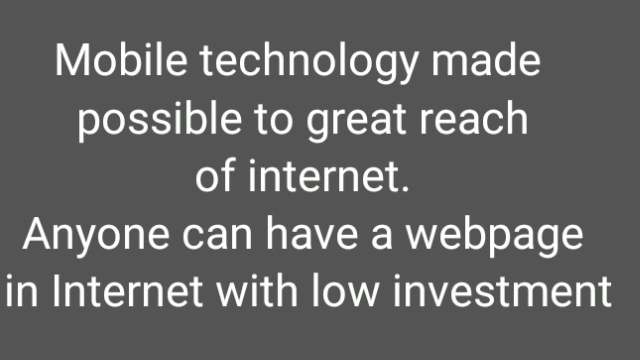 Mobile technology made
possible to great reach
of internet.
Anyone can have a webpage
in Internet with low investment